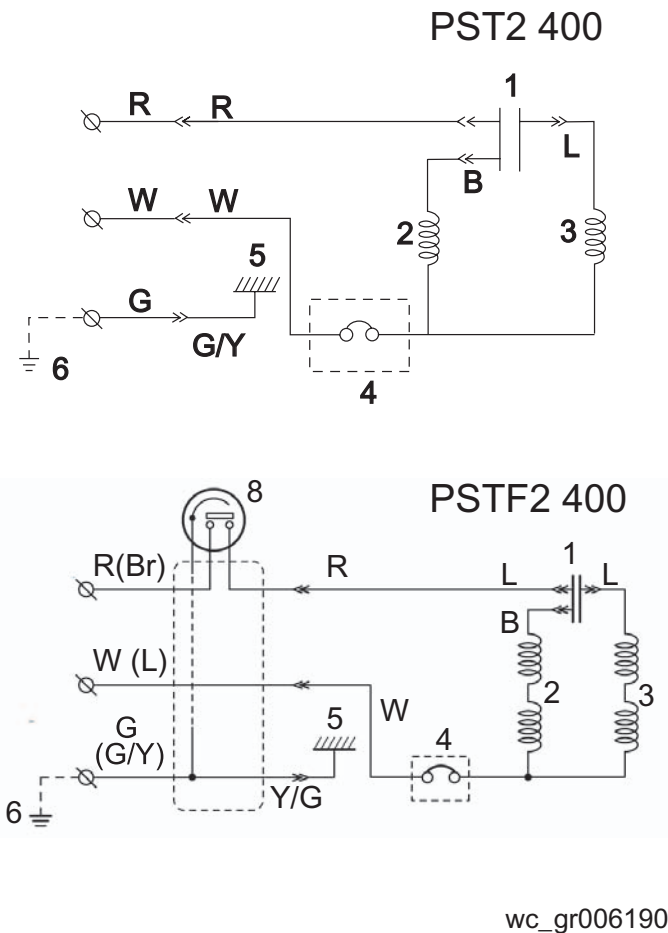 PST2 400
1
R R
L
B
W W
2 3
5
G
G/Y
6
4
8
PSTF2 400
1
R(Br) R L L
B
W (L)
2 3
W
5
4
G
(G/Y)
Y/G
6
wc_gr006190